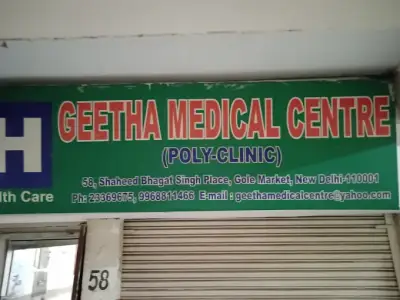 H
GEETHA MEDICAL CENTRE
(POLY-CLINIC)
58, Shaheed Bhagat Singh Place, Gole Market, New Delhi-110001
lth Care
Ph: 23369675, 9968811466 E-mail : geethamedicalcentre@yahoo.com
58